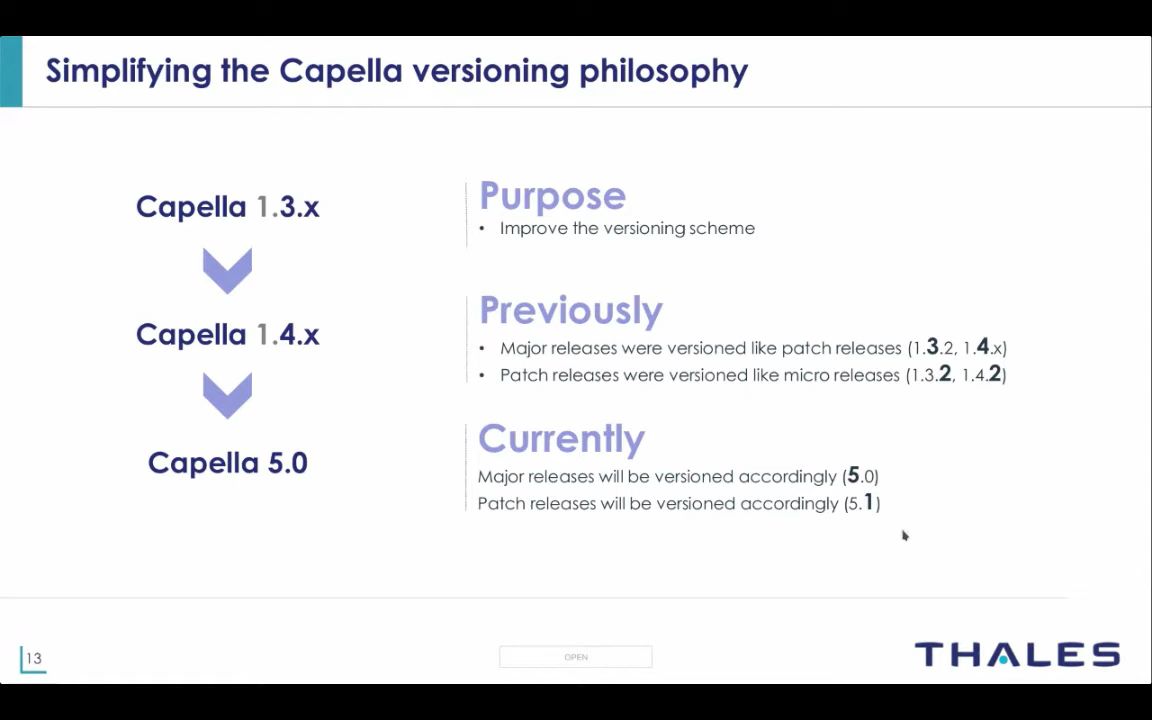 Simplifying the Capella versioning philosophy
Capella 1.3.x
Capella 1.4.x
Capella 5.0
Purpose
• Improve the versioning scheme
Previously
• Major releases were versioned like patch releases (1.3.2, 1.4.x)
• Patch releases were versioned like micro releases (1.3.2, 1.4.2)
Currently
Major releases will be versioned accordingly (5.0)
Patch releases will be versioned accordingly (5.1)
13
OPEN
THALES